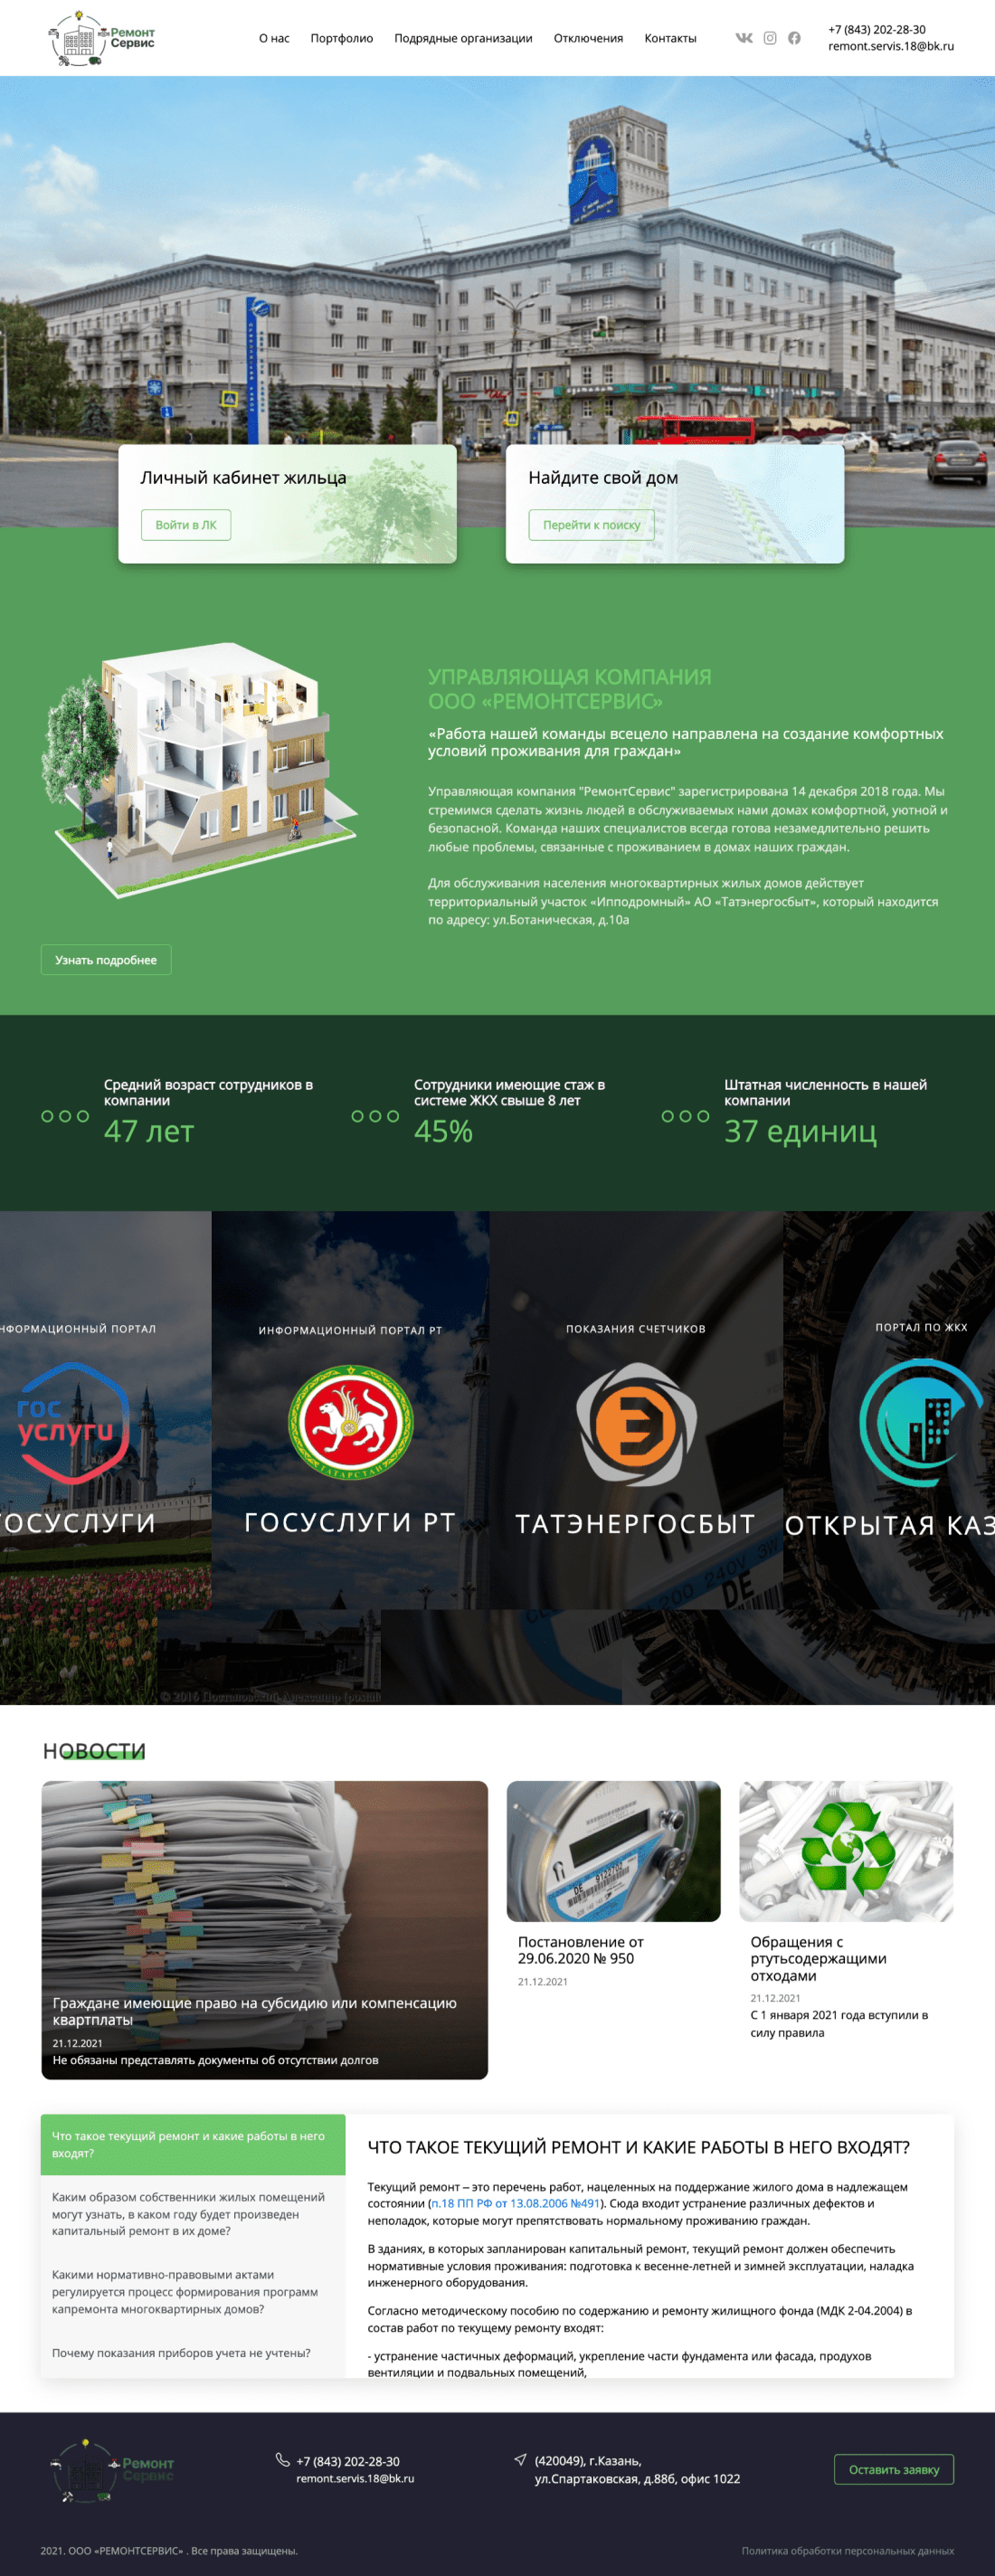 Ремонт
Сервис
О нас
Портфолио
Подрядные организации
Отключения
Контакты
+7 (843) 202-28-30
remont.servis.18@bk.ru
Личный кабинет жильца
Войти в ЛК
Найдите свой дом
Перейти к поиску
УПРАВЛЯЮЩАЯ КОМПАНИЯ
ООО «РЕМОНТСЕРВИС»
«Работа нашей команды всецело направлена на создание комфортных
условий проживания для граждан»
Управляющая компания "РемонтСервис" зарегистрирована 14 декабря 2018 года. Мы
стремимся сделать жизнь людей в обслуживаемых нами домах комфортной, уютной и
безопасной. Команда наших специалистов всегда готова незамедлительно решить
любые проблемы, связанные с проживанием в домах наших граждан.
Для обслуживания населения многоквартирных жилых домов действует
территориальный участок «Ипподромный» АО «Татэнергосбыт», который находится
по адресу: ул.Ботаническая, д.10а
Узнать подробнее
Средний возраст сотрудников в
компании
47 лет
Сотрудники имеющие стаж в
системе ЖКХ свыше 8 лет
45%
Штатная численность в нашей
компании
37 единиц
НФОРМАЦИОННЫЙ ПОРТАЛ
гос
услуги
ОСУСЛУГИ
ИНФОРМАЦИОННЫЙ ПОРТАЛ РТ
ТАТАРСТАН
ГОСУСЛУГИ РТ
ПОКАЗАНИЯ СЧЕТЧИКОВ
ТАТЭНЕРГОСБЫТ
200 240V 3W
DE
ПОРТАЛ ПО ЖКХ
ОТКРЫТАЯ КАЗ
НОВОСТИ
Граждане имеющие право на субсидию или компенсацию
квартплаты
21.12.2021
Не обязаны представлять документы об отсутствии долгов
Постановление от
29.06.2020 № 950
21.12.2021
Обращения с
ртутьсодержащими
отходами
21.12.2021
С 1 января 2021 года вступили в
силу правила
Что такое текущий ремонт и какие работы в него
входят?
Каким образом собственники жилых помещений
могут узнать, в каком году будет произведен
капитальный ремонт в их доме?
Какими нормативно-правовыми актами
регулируется процесс формирования программ
капремонта многоквартирных домов?
Почему показания приборов учета не учтены?
ЧТО ТАКОЕ ТЕКУЩИЙ РЕМОНТ И КАКИЕ РАБОТЫ В НЕГО ВХОДЯТ?
Текущий ремонт – это перечень работ, нацеленных на поддержание жилого дома в надлежащем
состоянии (п.18 ПП РФ от 13.08.2006 №491). Сюда входит устранение различных дефектов и
неполадок, которые могут препятствовать нормальному проживанию граждан.
В зданиях, в которых запланирован капитальный ремонт, текущий ремонт должен обеспечить
нормативные условия проживания: подготовка к весенне-летней и зимней эксплуатации, наладка
инженерного оборудования.
Согласно методическому пособию по содержанию и ремонту жилищного фонда (МДК 2-04.2004) в
состав работ по текущему ремонту входят:
- устранение частичных деформаций, укрепление части фундамента или фасада, продухов
вентиляции и подвальных помещений,
Ремонт
Сервис
+7 (843) 202-28-30
remont.servis.18@bk.ru
(420049), г.Казань,
ул.Спартаковская, д.88б, офис 1022
Оставить заявку
2021. ООО «РЕМОНТСЕРВИС» . Все права защищены.
Политика обработки персональных данных